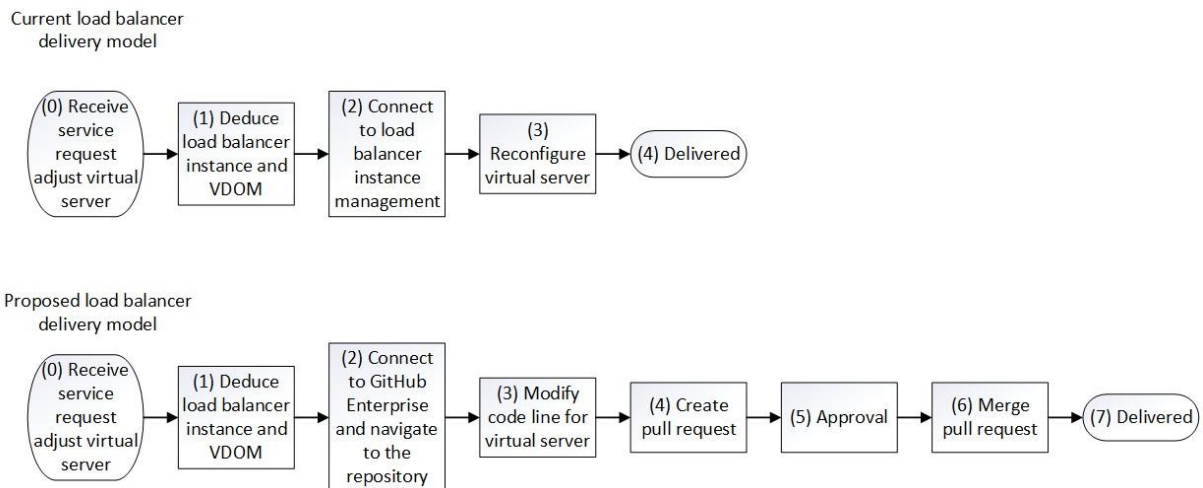 Current load balancer
delivery model
(0) Receive
service
request
adjust virtual
server
(1) Deduce
load balancer
instance and
VDOM
(2) Connect
to load
balancer
instance
management
(3)
Reconfigure
virtual server
(4) Delivered
Proposed load balancer
delivery model
(0) Receive
service
request
adjust virtual
server
(1) Deduce
load balancer
instance and
VDOM
(2) Connect
to GitHub
Enterprise
and navigate
to the
repository
(3) Modify
code line for
virtual server
(4) Create
pull request
(5) Approval
(6) Merge
pull request
(7) Delivered